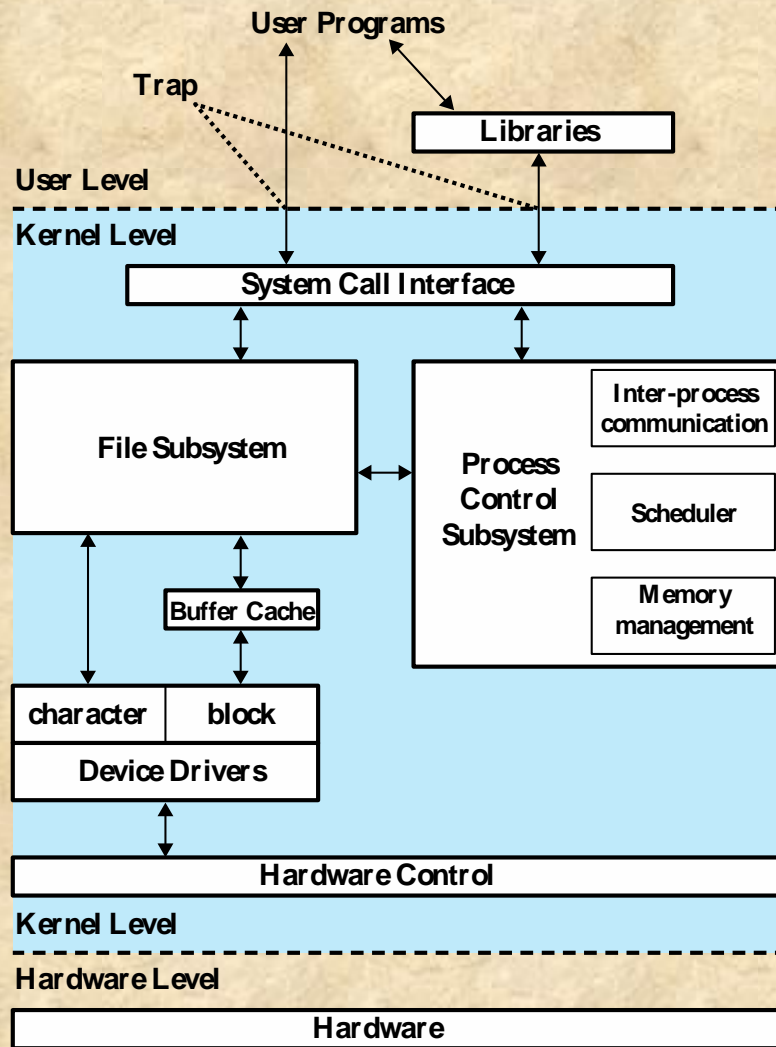 User Programs
Trap
Libraries
User Level
Kernel Level
System Call Interface
File Subsystem
Process
Control
Subsystem
Inter-process
communication
Scheduler
Memory
management
Buffer Cache
character
block
Device Drivers
Hardware Control
Kernel Level
Hardware Level
Hardware